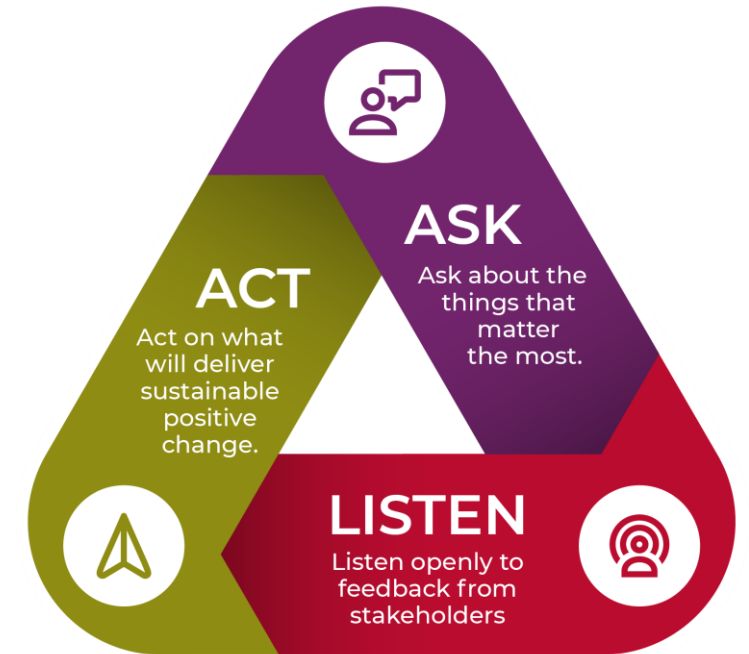 ASK
Ask about the
things that
matter
the most.
ACT
Act on what
will deliver
sustainable
positive
change.
LISTEN
Listen openly to
feedback from
stakeholders